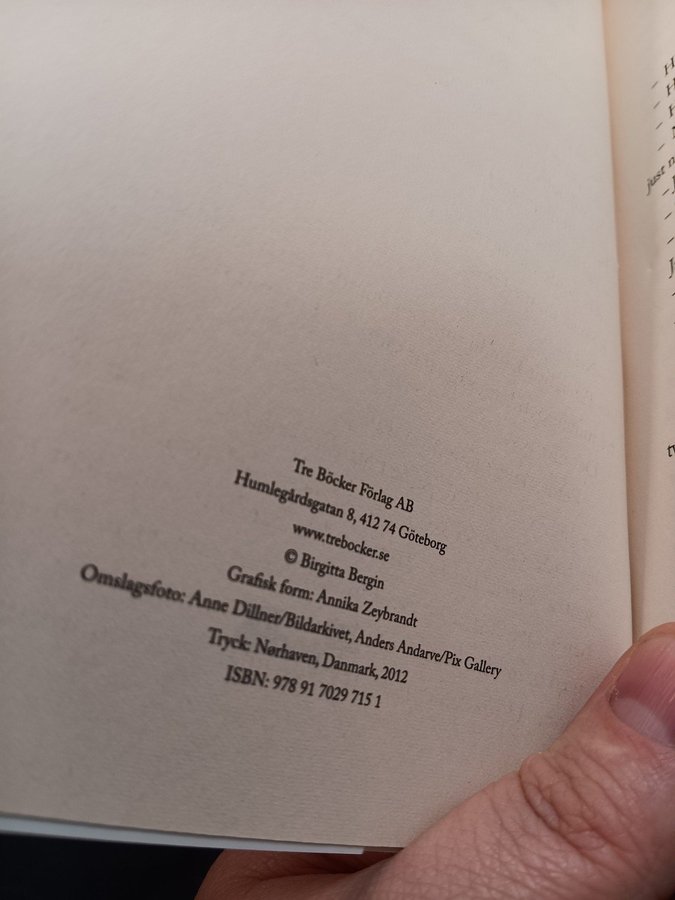 Tre Böcker Förlag AB
Humlegårdsgatan 8, 412 74 Göteborg
www.trebocker.se
© Birgitta Bergin
Grafisk form: Annika Zeybrandt
Omslagsfoto: Anne Dillner/Bildarkivet, Anders Andarve/Pix Gallery
Tryck: Nørhaven, Danmark, 2012
ISBN: 978 91 7029 715 1
just